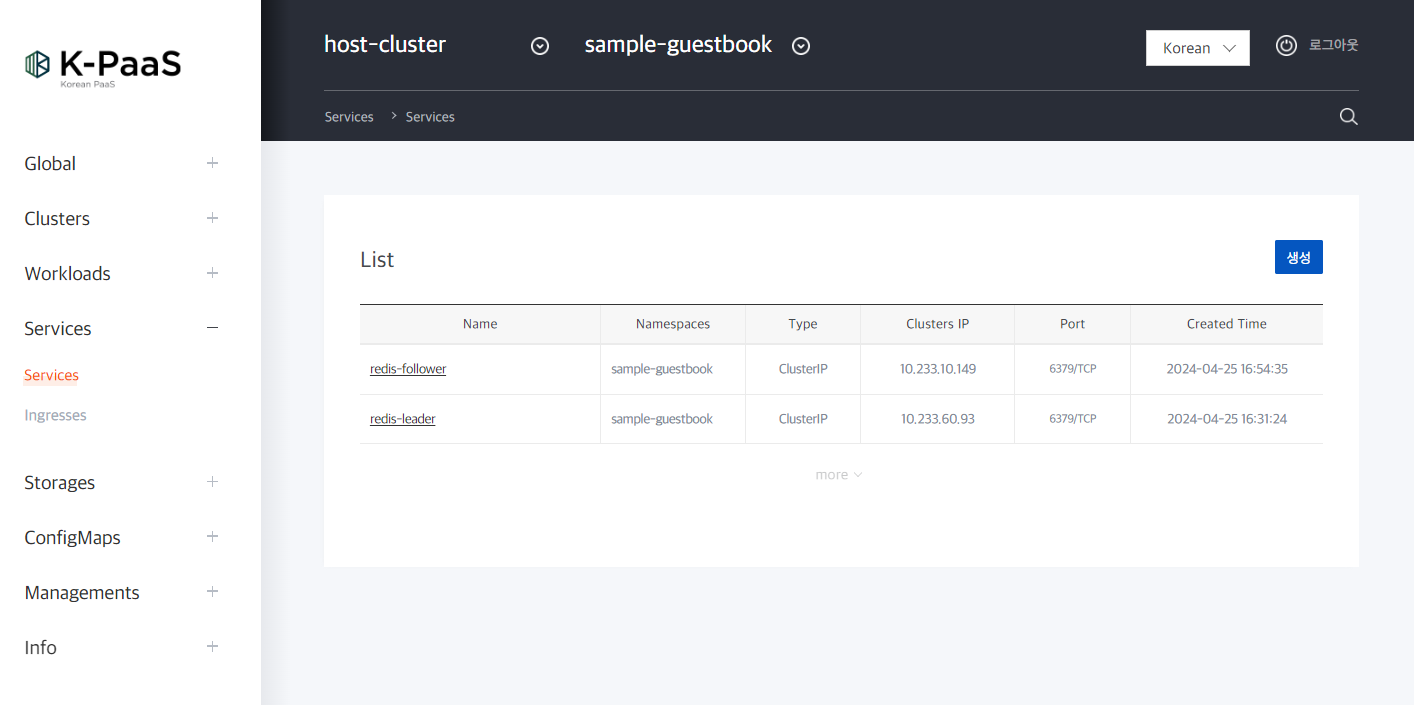 K-PaaS
Korean PaaS
Global
Clusters
Workloads
Services
Services
Ingresses
Storages
ConfigMaps
Managements
Info
host-cluster
sample-guestbook
Korean
로그아웃
Services > Services
List
생성
Name Namespaces Type Clusters IP Port Created Time
redis-follower sample-guestbook ClusterIP 10.233.10.149 6379/TCP 2024-04-25 16:54:35
redis-leader sample-guestbook ClusterIP 10.233.60.93 6379/TCP 2024-04-25 16:31:24
more